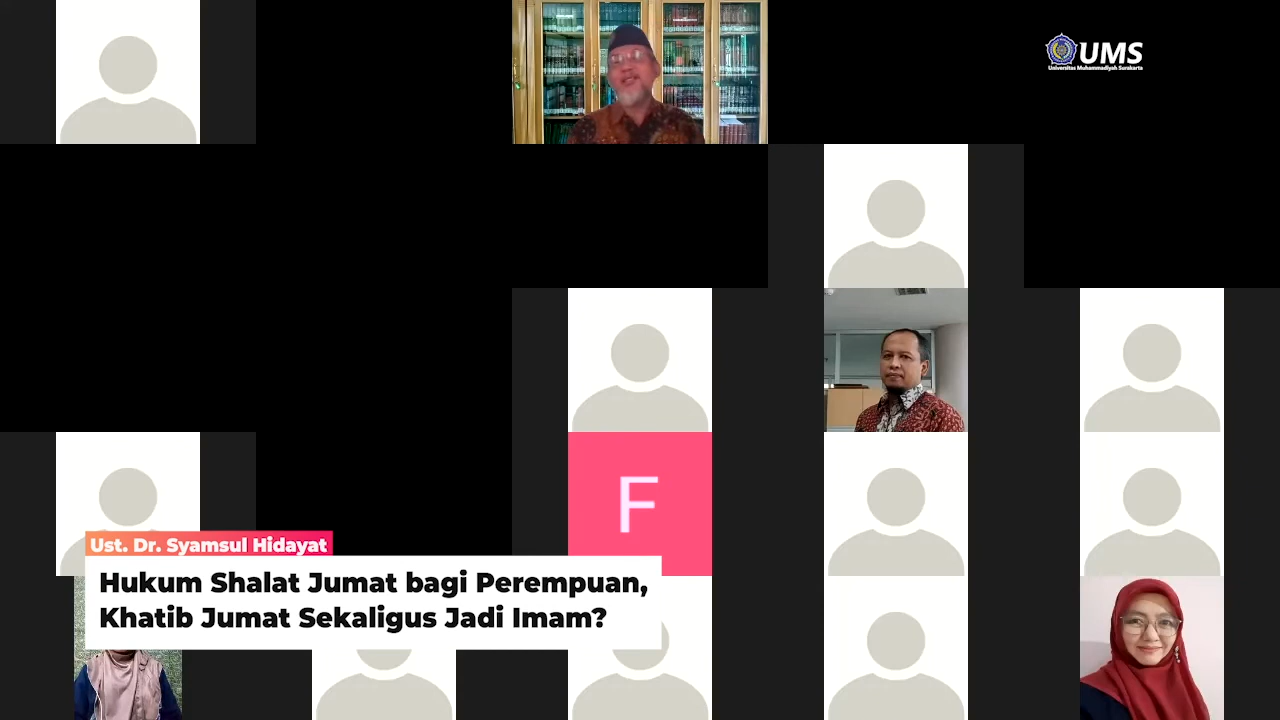 UMS
Universitas Muhammadiyah Surakarta
F
Ust. Dr. Syamsul Hidayat
Hukum Shalat Jumat bagi Perempuan,
Khatib Jumat Sekaligus Jadi Imam?